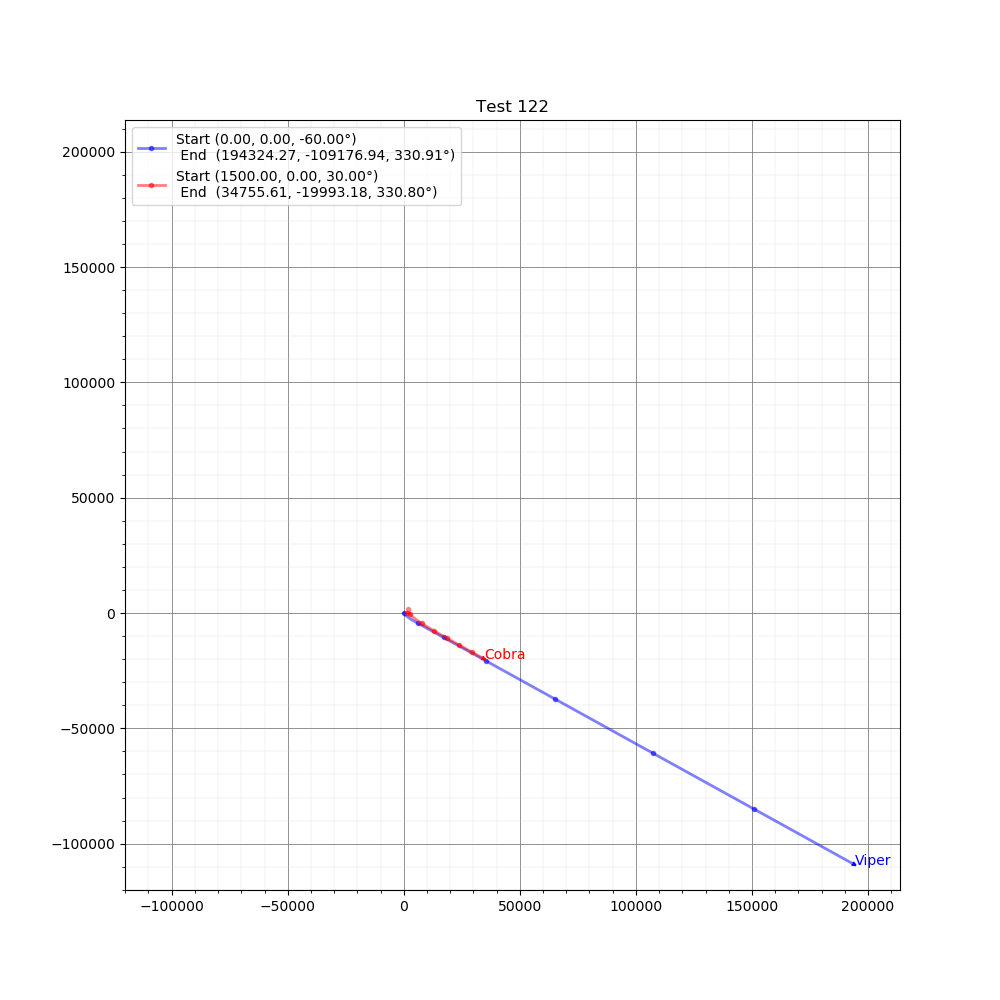 Test 122
Start (0.00, 0.00, -60.00°)
End (194324.27, -109176.94, 330.91°)
Start (1500.00, 0.00, 30.00°)
End (34755.61, -19993.18, 330.80°)
200000
150000
100000
50000
0
−50000
−100000
Cobra
Viper
−100000
−50000
0
50000
100000
150000
200000